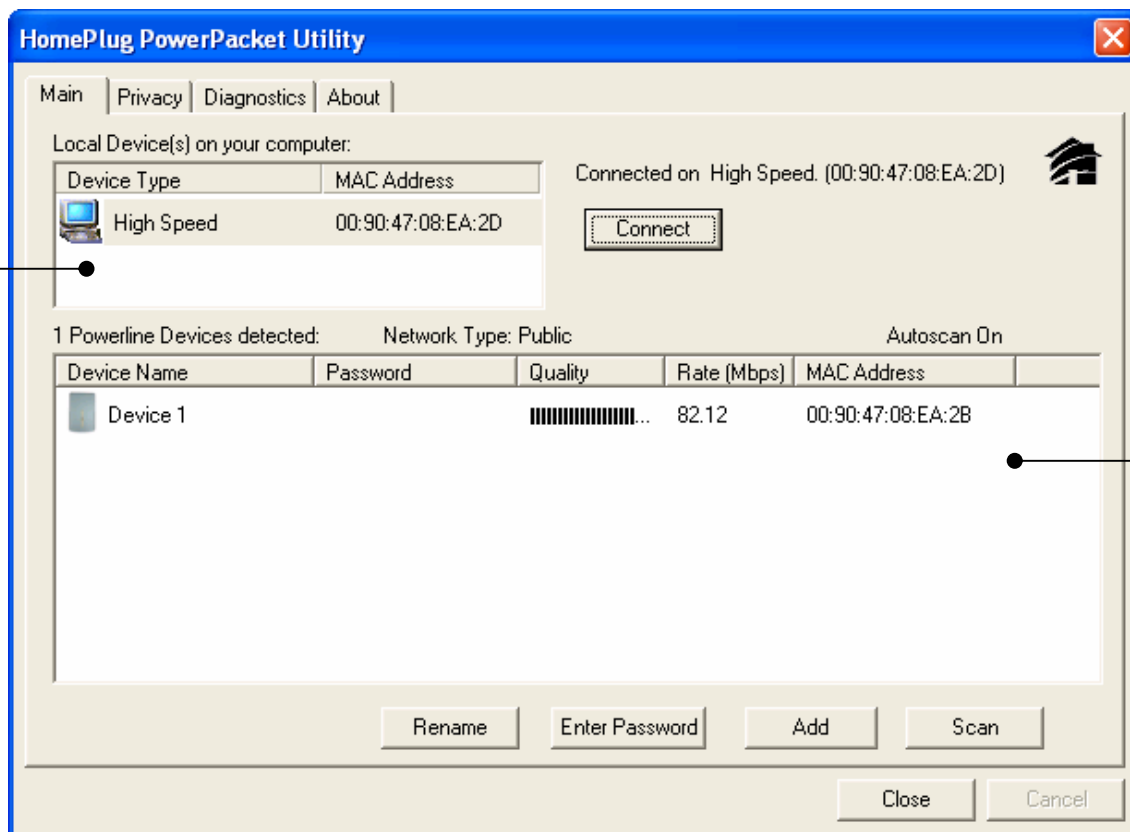 HomePlug PowerPacket Utility
Main Privacy Diagnostics About
Local Device(s) on your computer:
Device Type MAC Address
High Speed 00:90:47:08:EA:2D
Connected on High Speed. (00:90:47:08:EA:2D)
Connect
1 Powerline Devices detected: Network Type: Public Autoscan On
Device Name Password Quality Rate (Mbps) MAC Address
Device 1 ... 82.12 00:90:47:08:EA:2B
Rename Enter Password Add Scan
Close Cancel